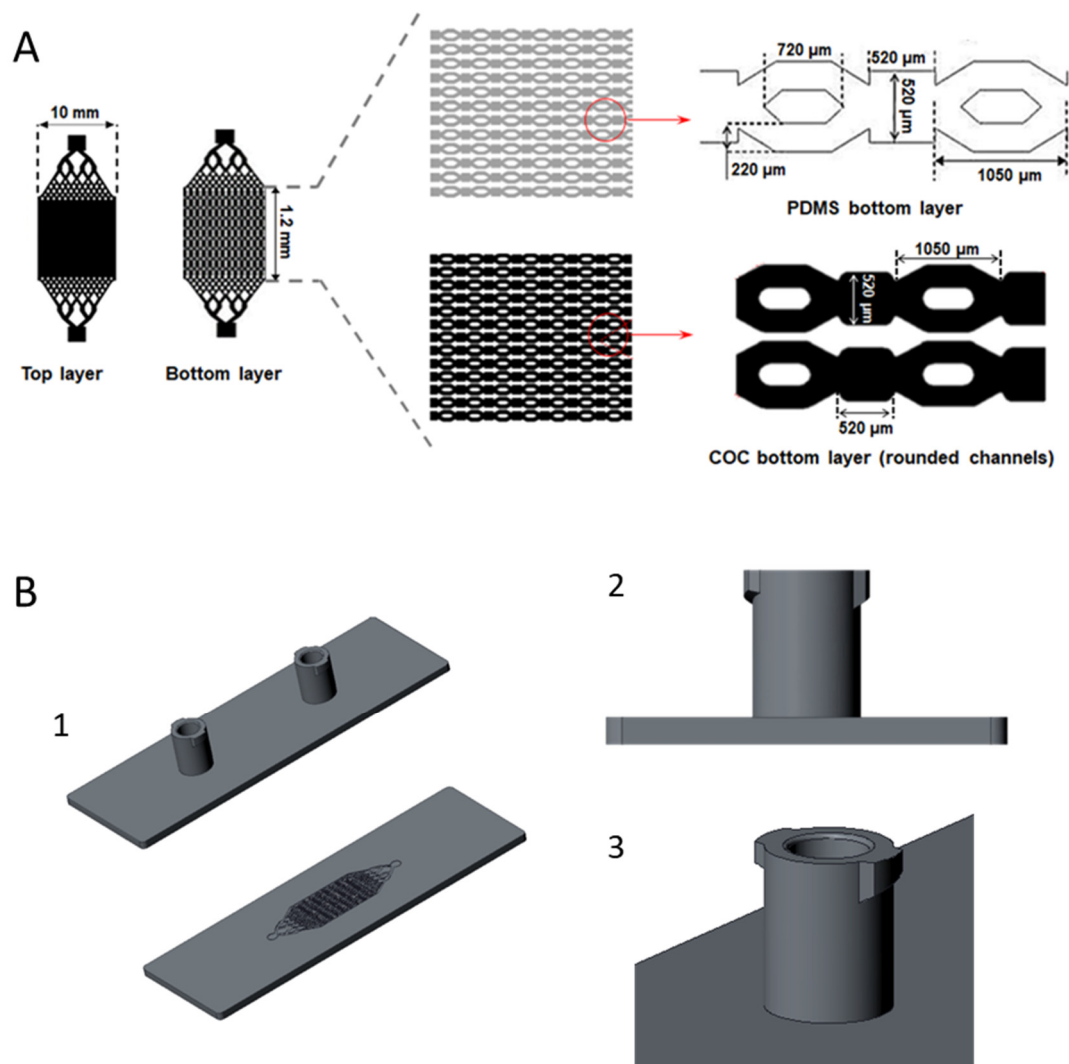 A
10 mm
Top layer
Bottom layer
1.2 mm
720 µm
520 µm
520 µm
220 µm
1050 µm
PDMS bottom layer
1050 µm
520 µm
520 µm
COC bottom layer (rounded channels)
B
1
2
3